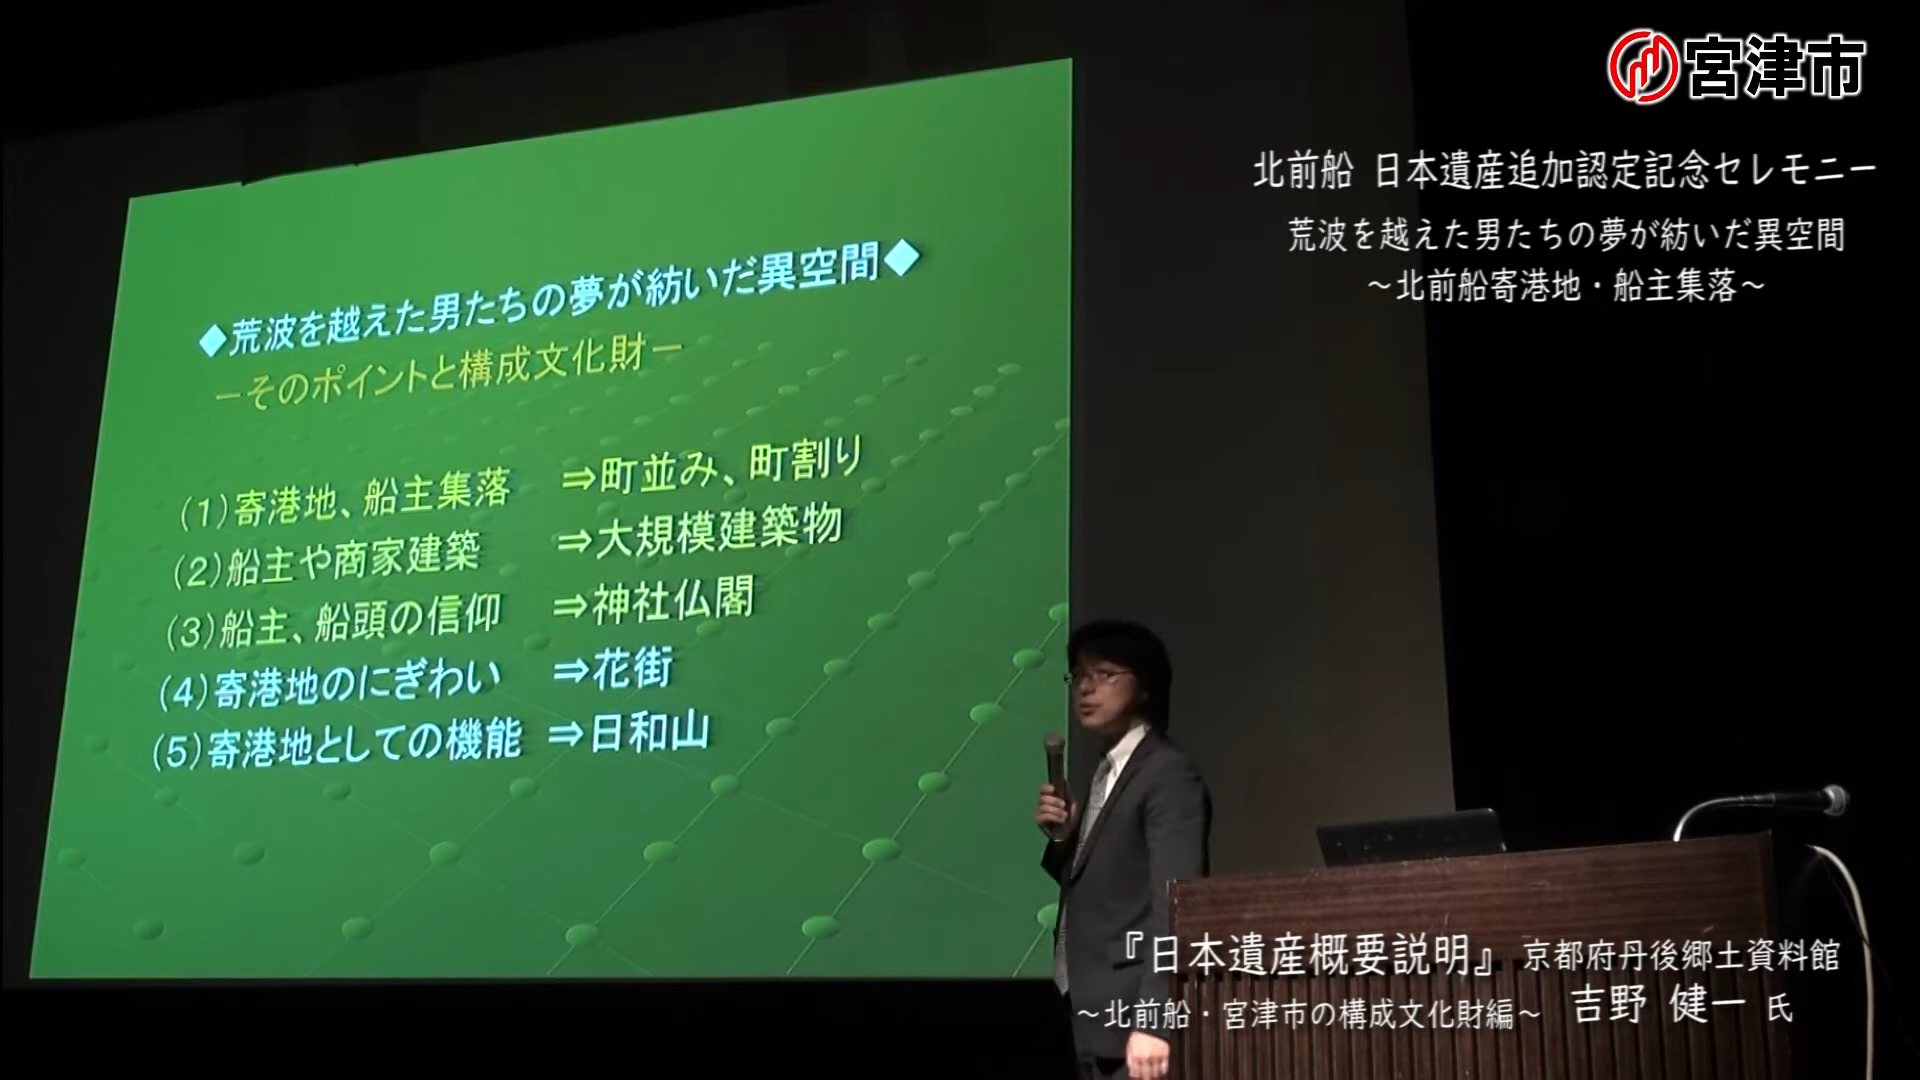 宮津市
北前船 日本遺産追加認定記念セレモニー
荒波を越えた男たちの夢が紡いだ異空間
～北前船寄港地・船主集落～
◆荒波を越えた男たちの夢が紡いだ異空間◆
－そのポイントと構成文化財－
(1)寄港地、船主集落 ⇒町並み、町割り
(2)船主や商家建築 ⇒大規模建築物
(3)船主、船頭の信仰 ⇒神社仏閣
(4)寄港地のにぎわい ⇒花街
(5)寄港地としての機能 ⇒日和山
『日本遺産概要説明』 京都府丹後郷土資料館
～北前船・宮津市の構成文化財編～ 吉野 健一 氏